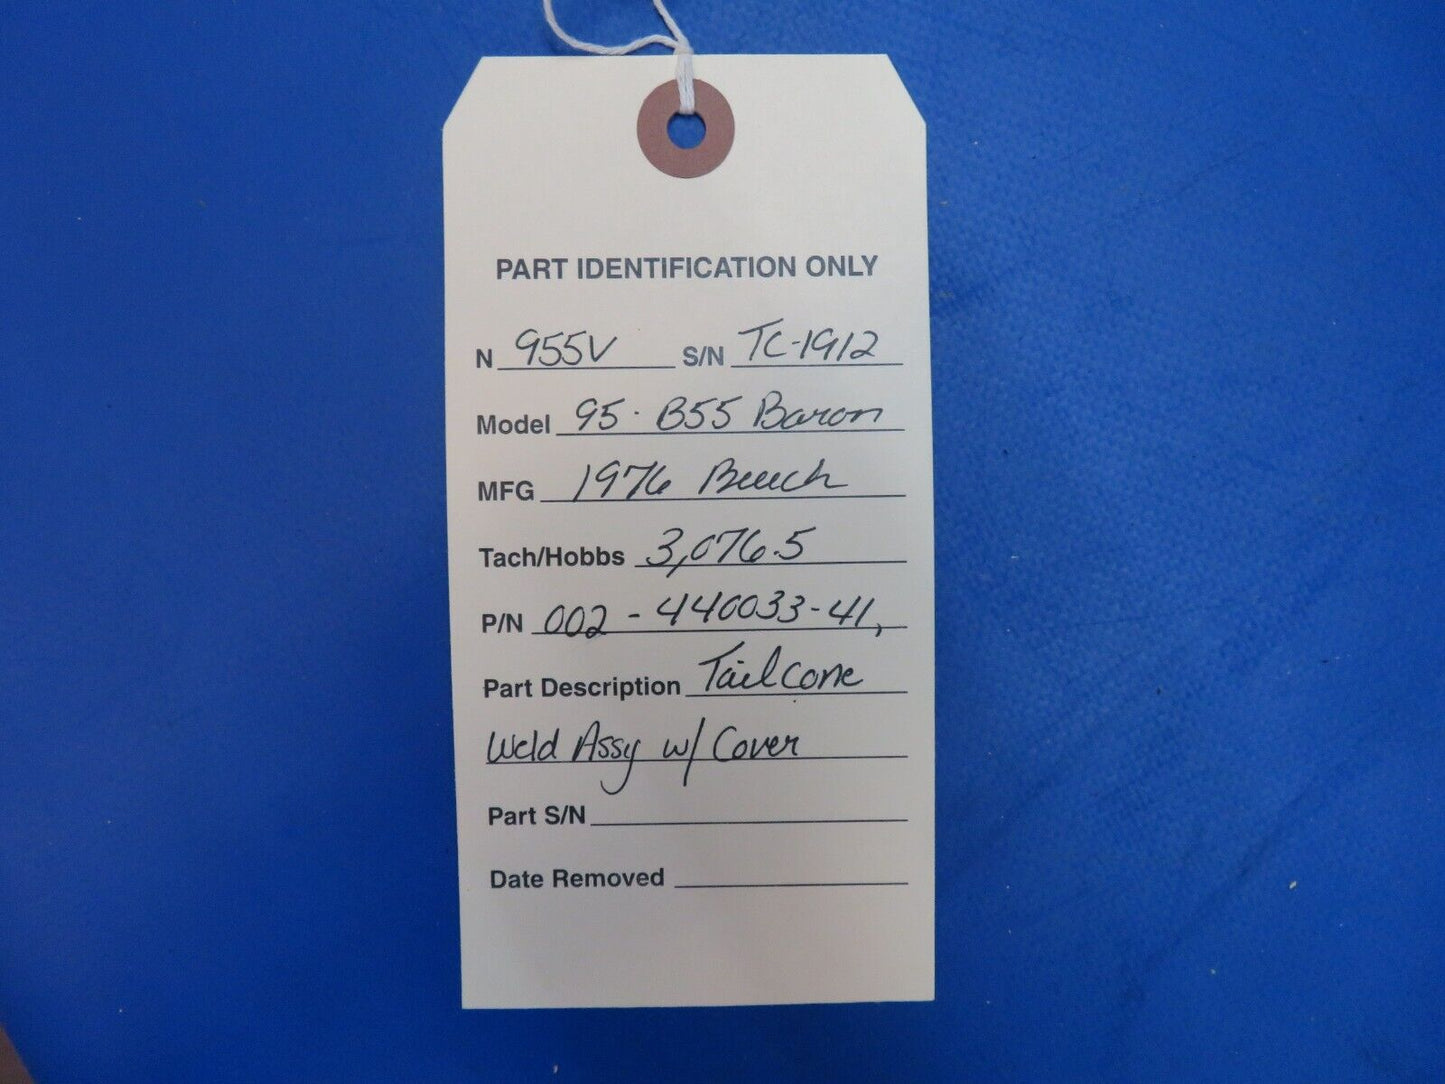 PART IDENTIFICATION ONLY
N 955V S/N TC-1912
Model 95-B55 Baron
MFG 1976 Beech
Tach/Hobbs 3,076.5
P/N 002-440033-41,
Part Description Tailcone
Weld Assy w/ Cover
Part S/N
Date Removed